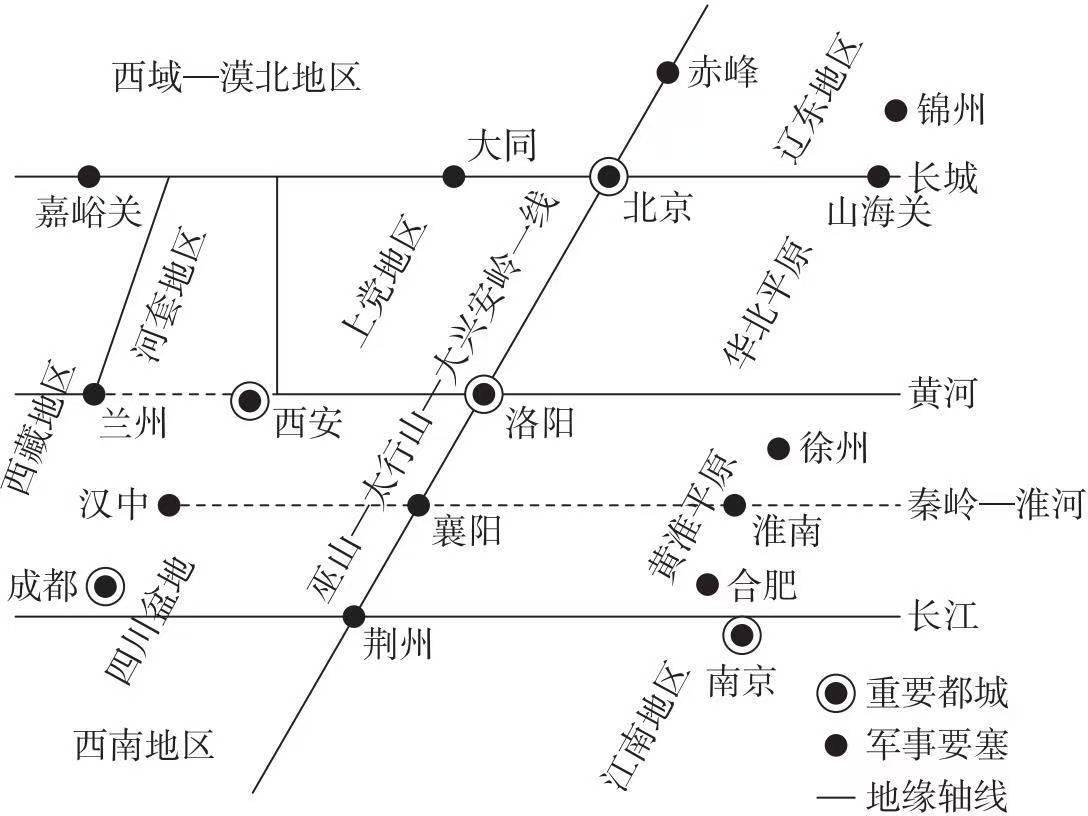 西域—漠北地区
赤峰
辽东地区
锦州
大同
长城
嘉峪关
北京
山海关
河套地区
上党地区
巫山—太行山—大兴安岭一线
华北平原
西藏地区
兰州
西安
洛阳
黄河
徐州
汉中
襄阳
黄淮平原
淮南
秦岭—淮河
成都
四川盆地
合肥
荆州
长江
南京
西南地区
江南地区
重要都城
军事要塞
地缘轴线